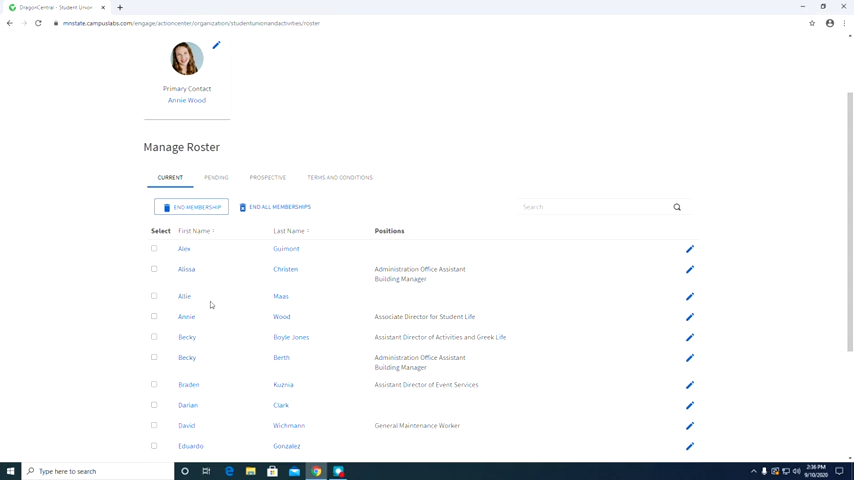 DragonCentral - Student Union
mnstate.campuslabs.com/engage/actioncenter/organization/studentunionandactivities/roster
Primary Contact
Annie Wood
Manage Roster
CURRENT PENDING PROSPECTIVE TERMS AND CONDITIONS
END MEMBERSHIP END ALL MEMBERSHIPS Search
Select First Name Last Name Positions
Alex Guimont
Alissa Christen Administration Office Assistant
Building Manager
Allie Maas
Annie Wood Associate Director for Student Life
Becky Boyle Jones Assistant Director of Activities and Greek Life
Becky Berth Administration Office Assistant
Building Manager
Braden Kuznia Assistant Director of Event Services
Darian Clark
David Wichmann General Maintenance Worker
Eduardo Gonzalez
Type here to search
2:36 PM
9/10/2020